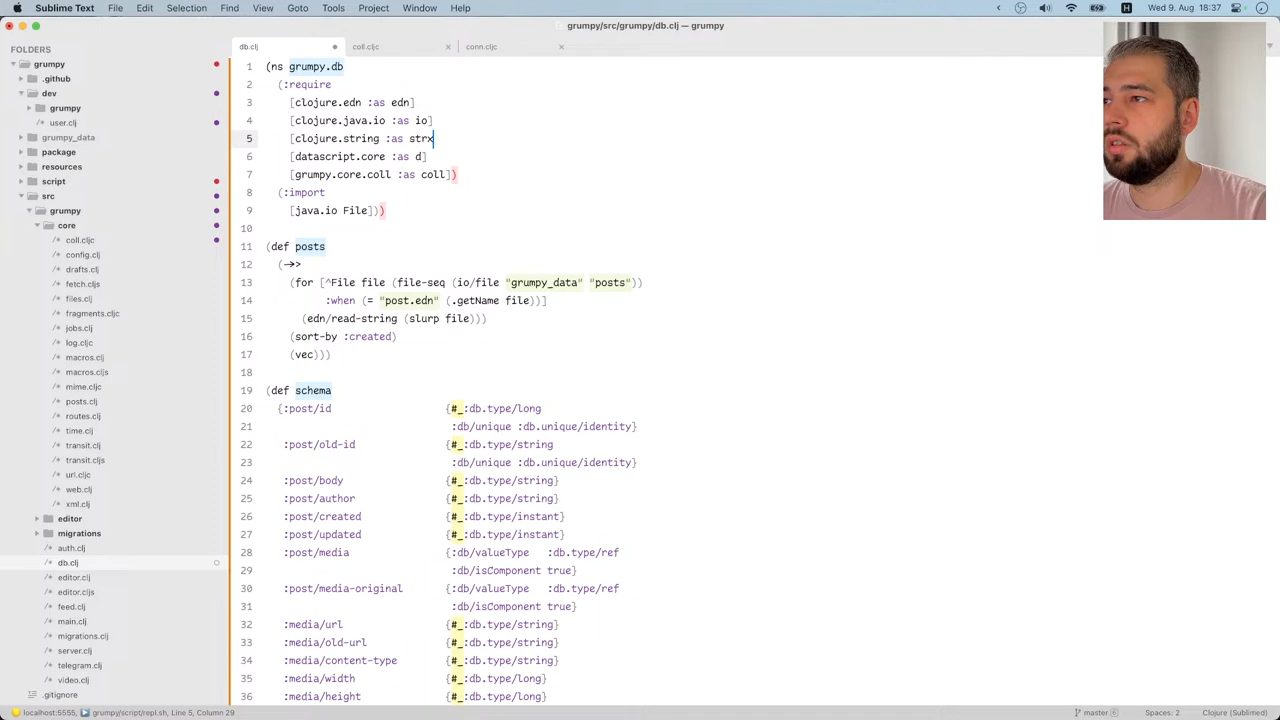 Sublime Text File Edit Selection Find View Goto Tools Project Window Help Wed 9. Aug 18:37
grumpy/src/grumpy/db.clj — grumpy
FOLDERS
grumpy
.github
dev
grumpy
user.clj
grumpy_data
package
resources
script
src
grumpy
core
coll.cljc
config.clj
drafts.clj
fetch.cljs
files.clj
fragments.cljc
jobs.clj
log.cljc
macros.clj
macros.cljs
mime.cljc
posts.clj
routes.clj
time.clj
transit.clj
transit.cljs
url.cljc
web.clj
xml.clj
editor
migrations
auth.clj
db.clj
editor.clj
editor.cljs
feed.clj
main.clj
migrations.clj
server.clj
telegram.clj
video.clj
.gitignore
db.clj coll.cljc conn.cljc
1 (ns grumpy.db
2 (:require
3 [clojure.edn :as edn]
4 [clojure.java.io :as io]
5 [clojure.string :as strx
6 [datascript.core :as d]
7 [grumpy.core.coll :as coll])
8 (:import
9 [java.io File]))
10
11 (def posts
12 (->>
13 (for [^File file (file-seq (io/file "grumpy_data" "posts"))
14 :when (= "post.edn" (.getName file))]
15 (edn/read-string (slurp file)))
16 (sort-by :created)
17 (vec)))
18
19 (def schema
20 {:post/id {#_:db.type/long
21 :db/unique :db.unique/identity}
22 :post/old-id {#_:db.type/string
23 :db/unique :db.unique/identity}
24 :post/body {#_:db.type/string}
25 :post/author {#_:db.type/string}
26 :post/created {#_:db.type/instant}
27 :post/updated {#_:db.type/instant}
28 :post/media {:db/valueType :db.type/ref
29 :db/isComponent true}
30 :post/media-original {:db/valueType :db.type/ref
31 :db/isComponent true}
32 :media/url {#_:db.type/string}
33 :media/old-url {#_:db.type/string}
34 :media/content-type {#_:db.type/string}
35 :media/width {#_:db.type/long}
36 :media/height {#_:db.type/long}
localhost:5555, grumpy/script/repl.sh, Line 5, Column 29 master Spaces: 2 Clojure (Sublimed)